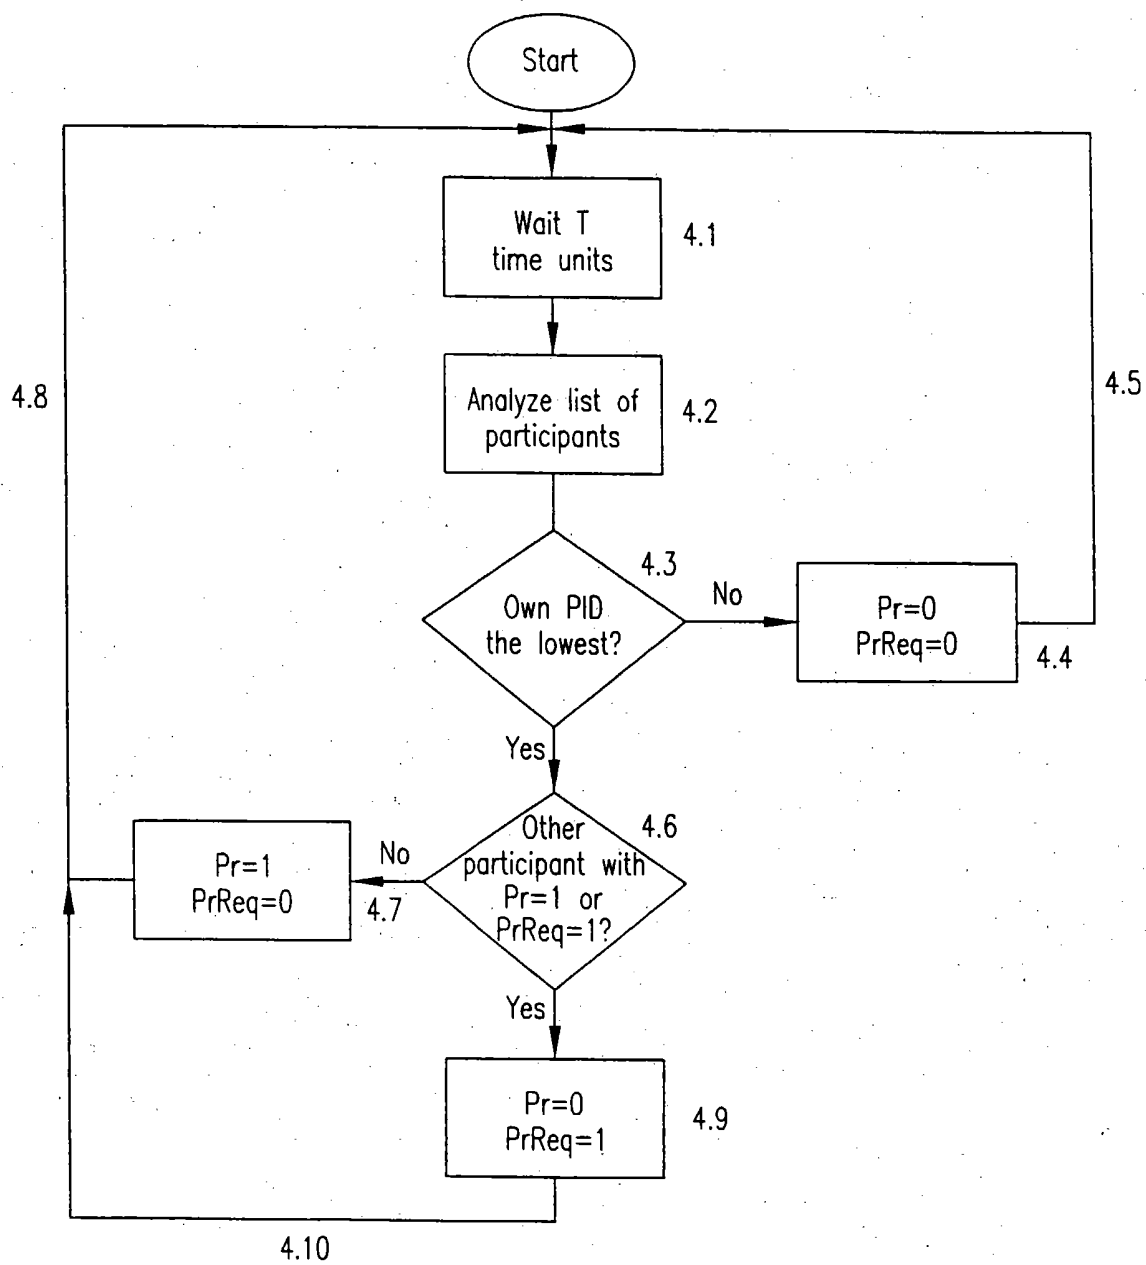 Start
Wait T
time units
4.1
Analyze list of
participants
4.2
4.8
4.5
4.3
Own PID
the lowest?
No
Pr=0
PrReq=0
4.4
Yes
4.6
Other
participant with
Pr=1 or
PrReq=1?
No
Pr=1
PrReq=0
4.7
Yes
Pr=0
PrReq=1
4.9
4.10